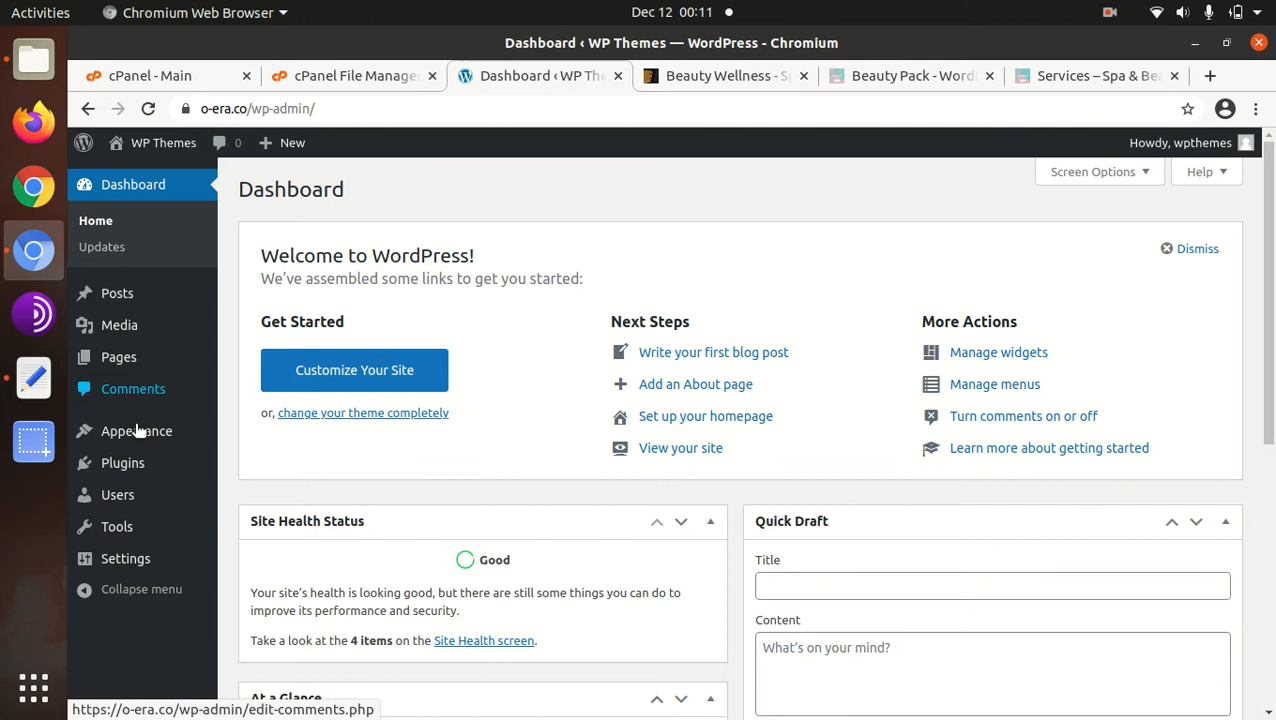 Activities
Chromium Web Browser
Dec 12 00:11
Dashboard ‹ WP Themes — WordPress - Chromium
cPanel - Main
cPanel File Manage
Dashboard ‹ WP The
Beauty Wellness - S
Beauty Pack - Word
Services – Spa & Bea
o-era.co/wp-admin/
WP Themes
0
New
Howdy, wpthemes
Dashboard
Home
Updates
Posts
Media
Pages
Comments
Appearance
Plugins
Users
Tools
Settings
Collapse menu
Screen Options
Help
Dashboard
Welcome to WordPress!
Dismiss
We've assembled some links to get you started:
Get Started
Customize Your Site
or, change your theme completely
Next Steps
Write your first blog post
Add an About page
Set up your homepage
View your site
More Actions
Manage widgets
Manage menus
Turn comments on or off
Learn more about getting started
Site Health Status
Good
Your site's health is looking good, but there are still some things you can do to
improve its performance and security.
Take a look at the 4 items on the Site Health screen.
At a Glance
Quick Draft
Title
Content
What's on your mind?
https://o-era.co/wp-admin/edit-comments.php